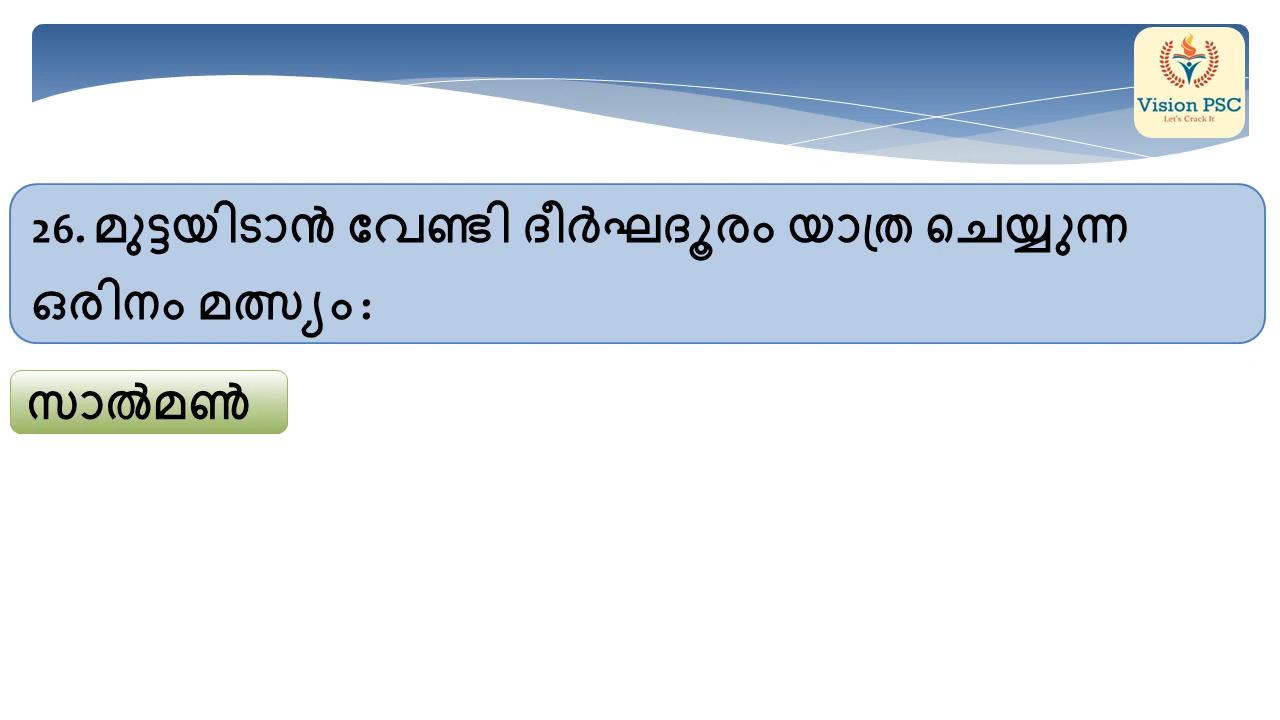 Vision PSC
Let's Crack It
26. മുട്ടയിടാൻ വേണ്ടി ദീർഘദൂരം യാത്ര ചെയ്യുന്ന
ഒരിനം മത്സ്യം :
സാൽമൺ